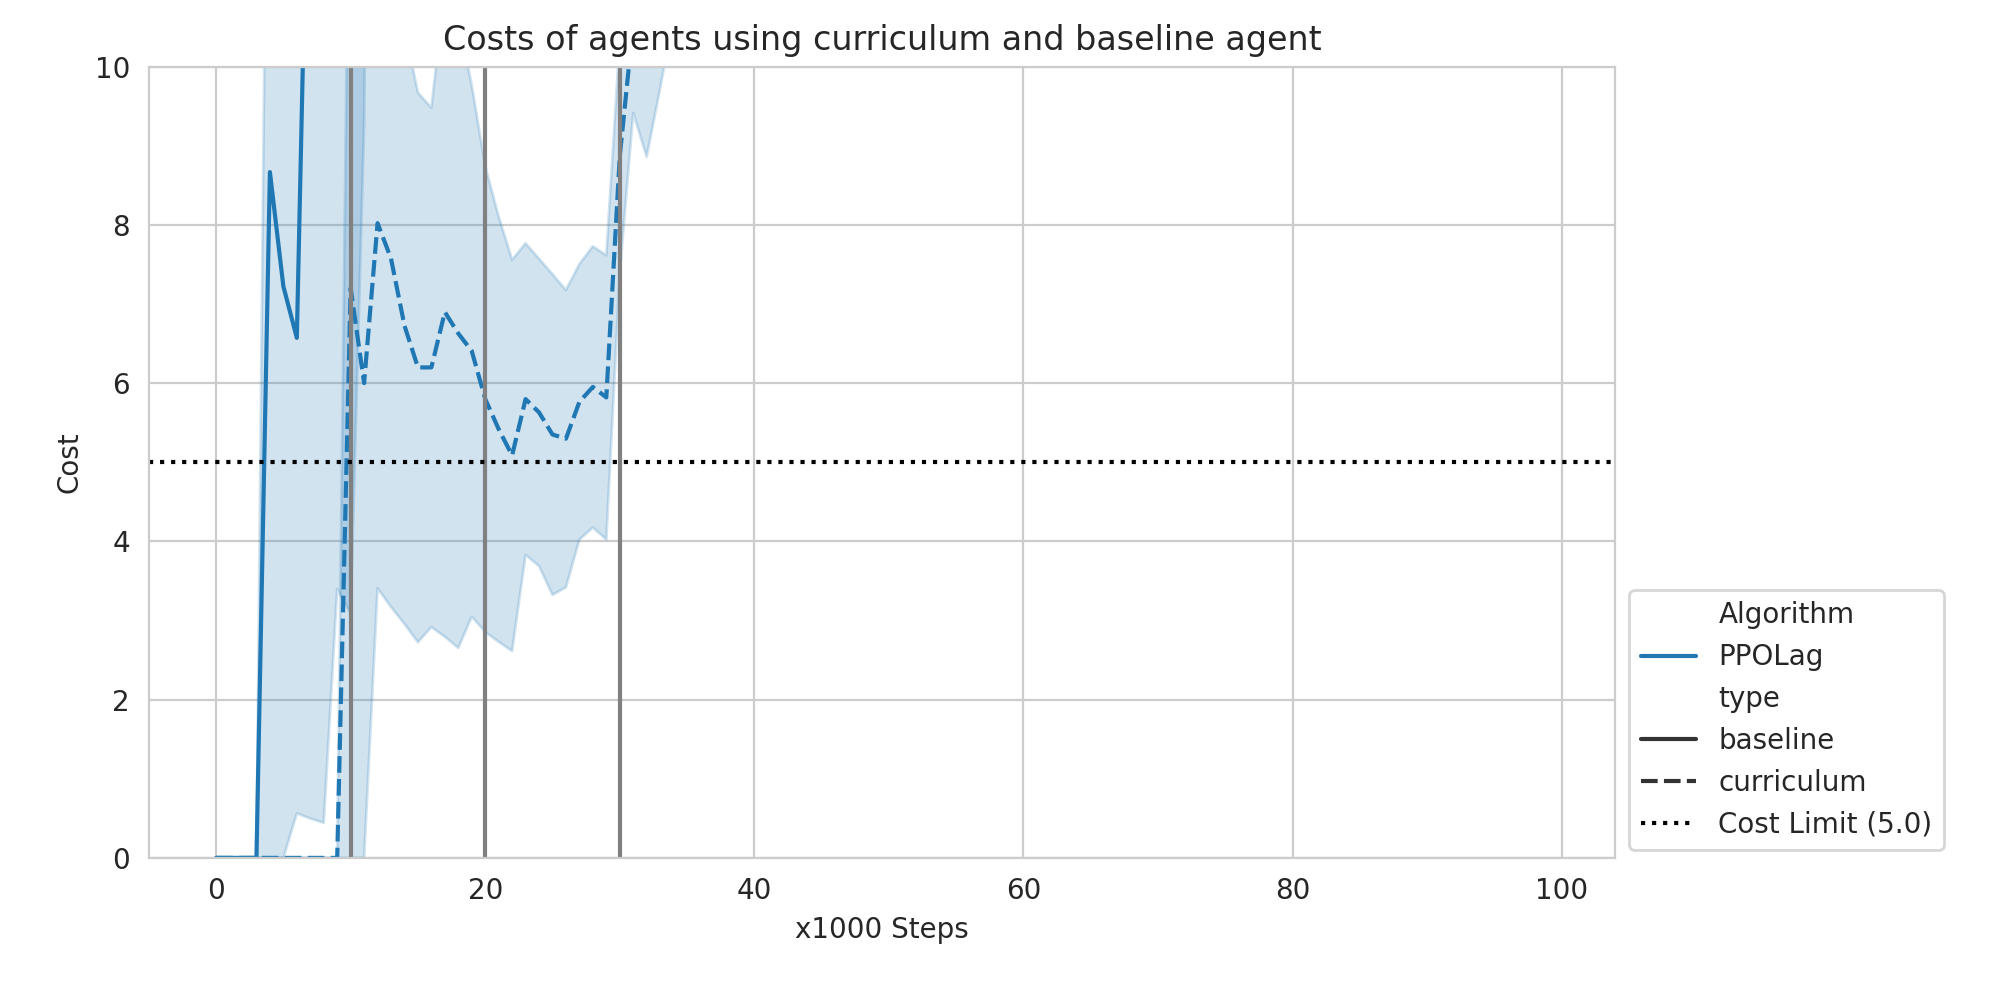 Costs of agents using curriculum and baseline agent
10
8
6
4
2
0
Cost
0 20 40 60 80 100
x1000 Steps
Algorithm
PPOLag
type
baseline
curriculum
Cost Limit (5.0)